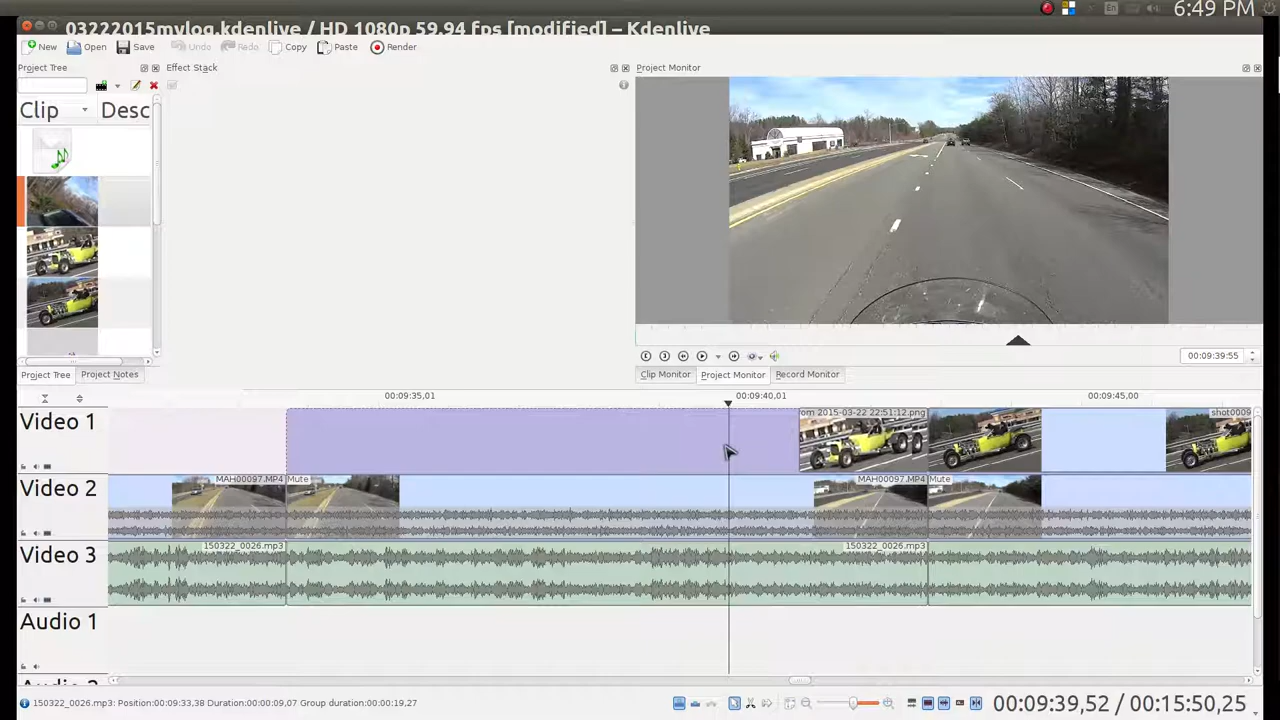 6:49 PM
En
03222015mvlog.kdenlive / HD 1080p 59.94 fps [modified] – Kdenlive
New Open Save Undo Redo Copy Paste Render
Project Tree
Effect Stack
Project Monitor
Clip Desc
00:09:39:55
Project Tree Project Notes
Clip Monitor Project Monitor Record Monitor
00:09:35,01 00:09:40,01 00:09:45,00
Video 1
om 2015-03-22 22:51:12.png
shot0009
Video 2
MAH00097.MP4 Mute
MAH00097.MP4 Mute
Video 3
150322_0026.mp3
150322_0026.mp3
Audio 1
150322_0026.mp3: Position:00:09:33,38 Duration:00:00:09,07 Group duration:00:00:19,27
00:09:39,52 / 00:15:50,25